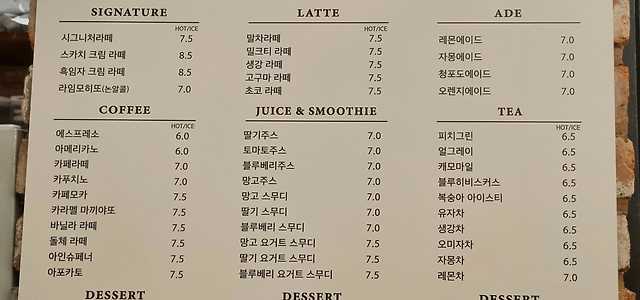 SIGNATURE
HOT/ICE
시그니처라떼 7.5
스카치 크림 라떼 8.5
흑임자 크림 라떼 8.5
라임모히또(논알콜) 7.0
COFFEE
HOT/ICE
에스프레소 6.0
아메리카노 6.0
카페라떼 7.0
카푸치노 7.0
카페모카 7.5
카라멜 마끼야또 7.5
바닐라 라떼 7.5
돌체 라떼 7.5
아인슈페너 7.5
아포카토 7.5
DESSERT
LATTE
HOT/ICE
말차라떼 7.5
밀크티 라떼 7.5
생강 라떼 7.5
고구마 라떼 7.5
초코 라떼 7.5
JUICE & SMOOTHIE
딸기주스 7.0
토마토주스 7.0
블루베리주스 7.0
망고주스 7.0
망고 스무디 7.0
딸기 스무디 7.0
블루베리 스무디 7.0
망고 요거트 스무디 7.5
딸기 요거트 스무디 7.5
블루베리 요거트 스무디 7.5
DESSERT
ADE
레몬에이드 7.0
자몽에이드 7.0
청포도에이드 7.0
오렌지에이드 7.0
TEA
HOT/ICE
피치그린 6.5
얼그레이 6.5
캐모마일 6.5
블루히비스커스 6.5
복숭아 아이스티 6.5
유자차 6.5
생강차 6.5
오미자차 6.5
자몽차 6.5
레몬차 7.0
DESSERT